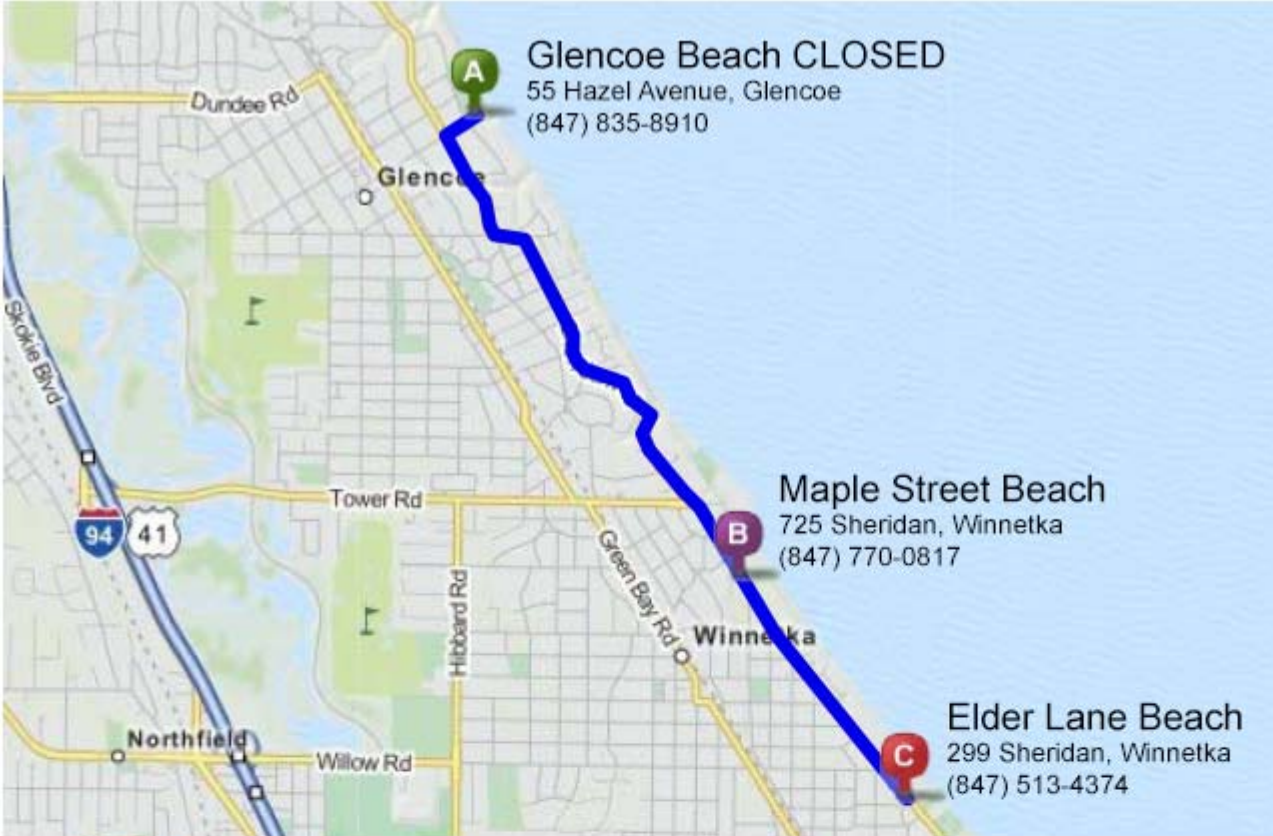 Glencoe Beach CLOSED
55 Hazel Avenue, Glencoe
(847) 835-8910
A
Dundee Rd
Glencoe
Skokie Blvd
Tower Rd
94
41
Maple Street Beach
725 Sheridan, Winnetka
(847) 770-0817
B
Green Bay Rd
Hibbard Rd
Winnetka
Elder Lane Beach
299 Sheridan, Winnetka
(847) 513-4374
C
Northfield
Willow Rd